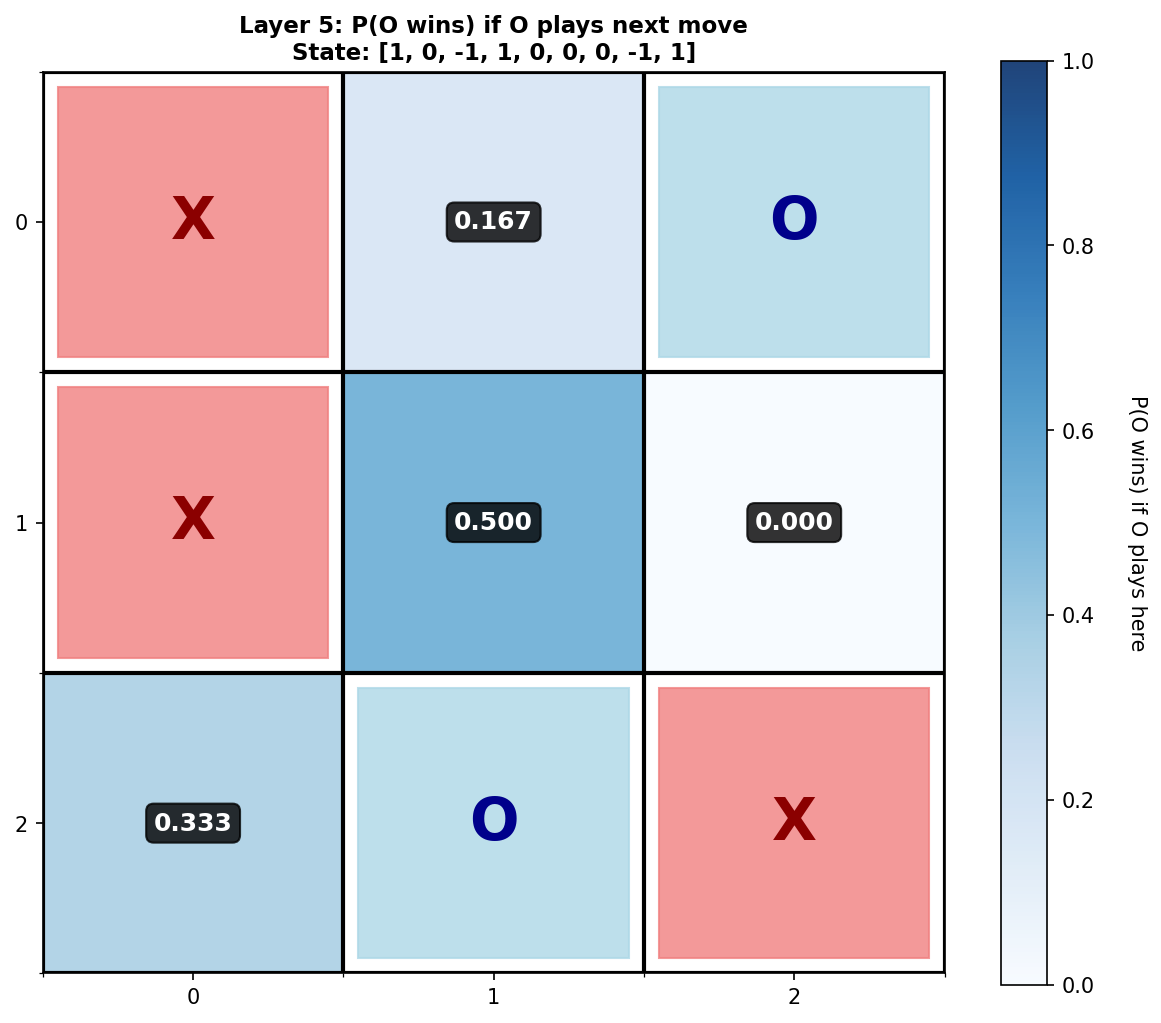 Layer 5: P(O wins) if O plays next move
State: [1, 0, -1, 1, 0, 0, 0, -1, 1]
0 X 0.167 O
1 X 0.500 0.000
2 0.333 O X
0 1 2
1.0
0.8
0.6
0.4
0.2
0.0
P(O wins) if O plays here